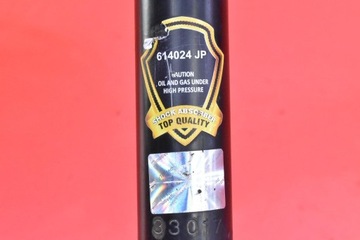 614024 JP
CAUTION
OIL AND GAS UNDER
HIGH PRESSURE
SHOCK ABSORBER
TOP QUALITY
33017